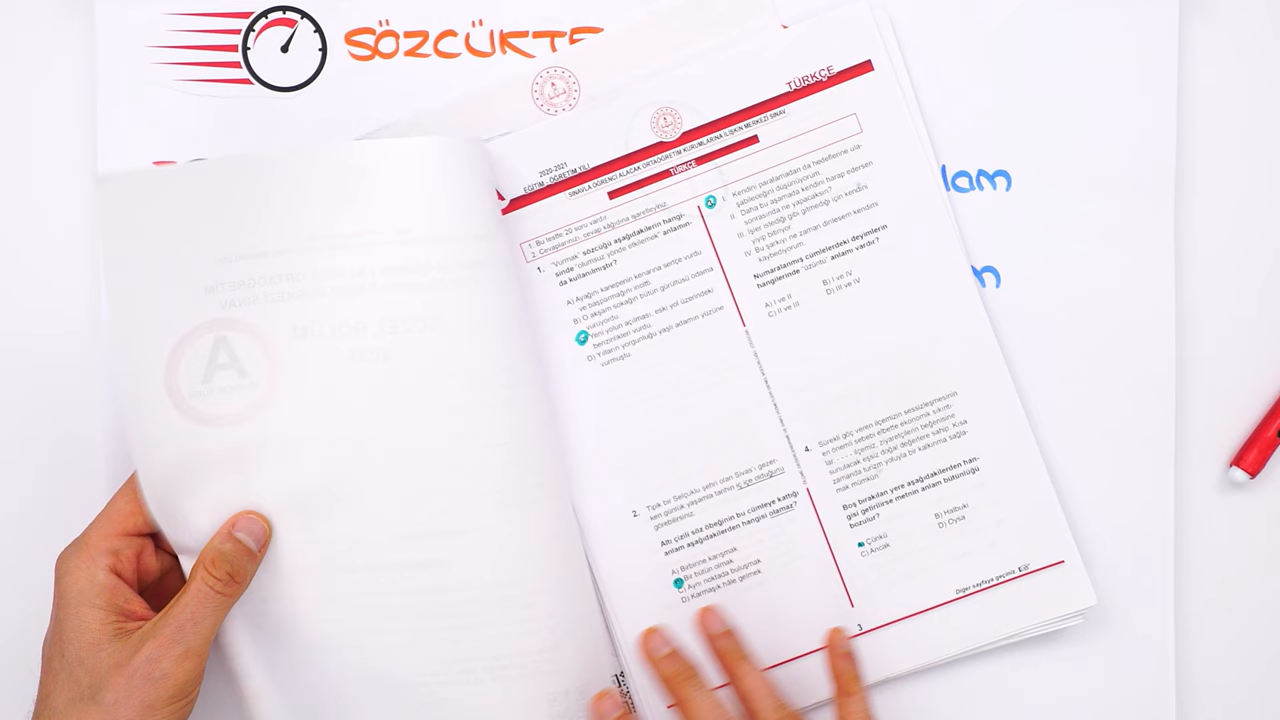 SÖZCÜKTE
lam
m
TÜRKÇE
2020-2021
EĞİTİM - ÖĞRETİM YILI
SINAVLA ÖĞRENCİ ALACAK ORTAÖĞRETİM KURUMLARINA İLİŞKİN MERKEZİ SINAV
TÜRKÇE
1. Bu testte 20 soru vardır.
2. Cevaplarınızı, cevap kâğıdına işaretleyiniz.
1. "Vurmak" sözcüğü aşağıdakilerin hangi-
sinde "olumsuz yönde etkilemek" anlamın-
da kullanılmıştır?
A) Ayağını kanepenin kenarına sertçe vurdu
ve başparmağını incitti.
B) O akşam sokağın bütün gürültüsü odama
vuruyordu.
Yeni yolun açılması, eski yol üzerindeki
benzinlikleri vurdu.
D) Yılların yorgunluğu yaşlı adamın yüzüne
vurmuştu.
2. Tipik bir Selçuklu şehri olan Sivas'ı gezer-
ken günlük yaşamla tarihin iç içe olduğunu
görebilirsiniz.
Altı çizili söz öbeğinin bu cümleye kattığı
anlam aşağıdakilerden hangisi olamaz?
A) Birbirine karışmak
Bir bütün olmak
C) Aynı noktada buluşmak
D) Karmaşık hâle gelmek
I. Kendini paralamadan da hedeflerine ula-
şabileceğini düşünüyorum.
II. Daha bu aşamada kendini harap edersen
sonrasında ne yapacaksın?
III. İşler istediği gibi gitmediği için kendini
yiyip bitiriyor.
IV. Bu şarkıyı ne zaman dinlesem kendimi
kaybediyorum.
Numaralanmış cümlelerdeki deyimlerin
hangilerinde "üzüntü" anlamı vardır?
A) I ve II B) I ve IV
C) II ve III D) III ve IV
4. Sürekli göç veren ilçemizin sessizleşmesinin
en önemli sebebi elbette ekonomik sıkıntı-
lar. - - - - ilçemiz, ziyaretçilerin beğenisine
sunulacak eşsiz doğal değerlere sahip. Kısa
zamanda turizm yoluyla bir kalkınma sağla-
mak mümkün.
Boş bırakılan yere aşağıdakilerden han-
gisi getirilirse metnin anlam bütünlüğü
bozulur?
Çünkü B) Halbuki
C) Ancak D) Oysa
Diğer sayfaya geçiniz.
3
A